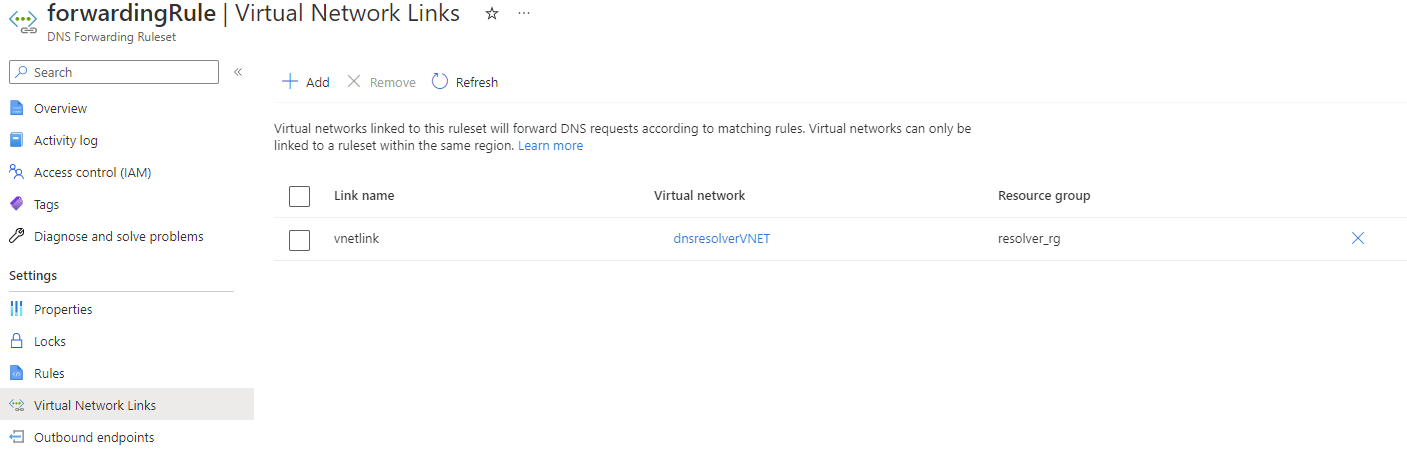 forwardingRule | Virtual Network Links
DNS Forwarding Ruleset
Search
Overview
Activity log
Access control (IAM)
Tags
Diagnose and solve problems
Settings
Properties
Locks
Rules
Virtual Network Links
Outbound endpoints
Add Remove Refresh
Virtual networks linked to this ruleset will forward DNS requests according to matching rules. Virtual networks can only be
linked to a ruleset within the same region. Learn more
Link name Virtual network Resource group
vnetlink dnsresolverVNET resolver_rg